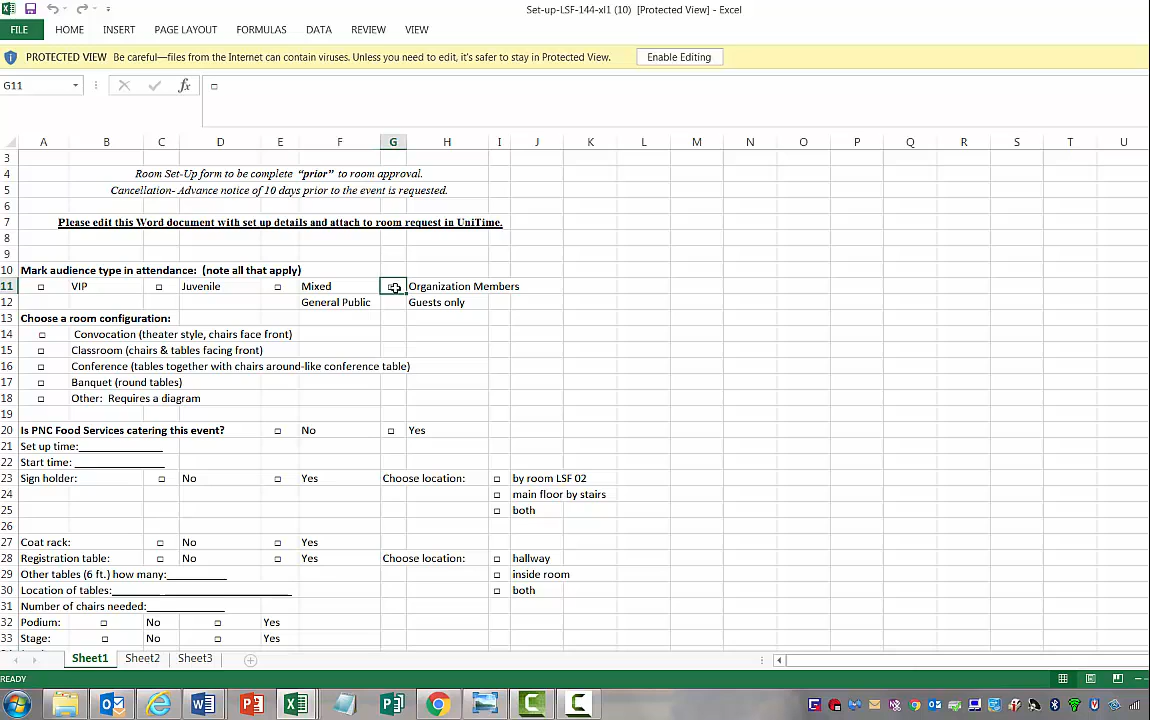 Set-up-LSF-144-xl1 (10) [Protected View] - Excel
FILE HOME INSERT PAGE LAYOUT FORMULAS DATA REVIEW VIEW
PROTECTED VIEW Be careful—files from the Internet can contain viruses. Unless you need to edit, it's safer to stay in Protected View. Enable Editing
G11 fx □
A B C D E F G H I J K L M N O P Q R S T U
3
4 Room Set-Up form to be complete “prior” to room approval.
5 Cancellation- Advance notice of 10 days prior to the event is requested.
6
7 Please edit this Word document with set up details and attach to room request in UniTime.
8
9
10 Mark audience type in attendance: (note all that apply)
11 □ VIP □ Juvenile □ Mixed □ Organization Members
12 General Public Guests only
13 Choose a room configuration:
14 □ Convocation (theater style, chairs face front)
15 □ Classroom (chairs & tables facing front)
16 □ Conference (tables together with chairs around-like conference table)
17 □ Banquet (round tables)
18 □ Other: Requires a diagram
19
20 Is PNC Food Services catering this event? □ No □ Yes
21 Set up time:______________
22 Start time: _______________
23 Sign holder: □ No □ Yes Choose location: □ by room LSF 02
24 □ main floor by stairs
25 □ both
26
27 Coat rack: □ No □ Yes
28 Registration table: □ No □ Yes Choose location: □ hallway
29 Other tables (6 ft.) how many:__________ □ inside room
30 Location of tables:________ _____________________ □ both
31 Number of chairs needed:_____________
32 Podium: □ No □ Yes
33 Stage: □ No □ Yes
Sheet1 Sheet2 Sheet3
READY